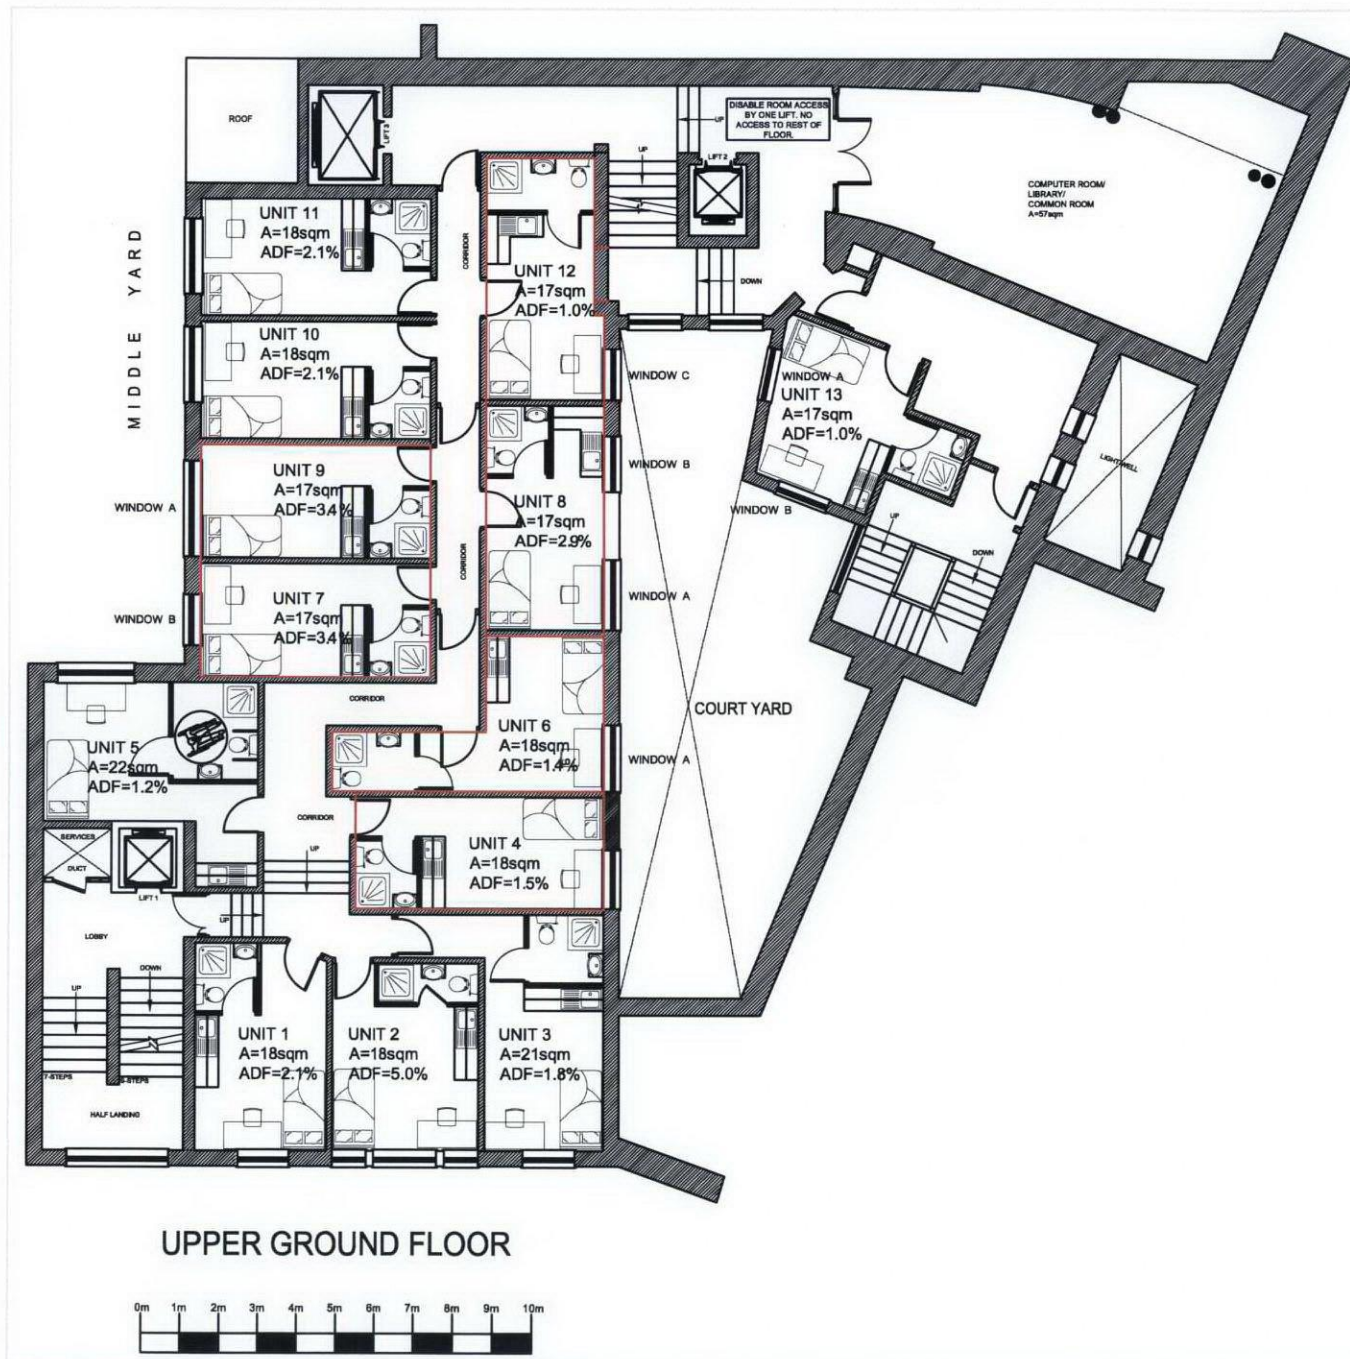 ROOF
LIFT 3
UP
DISABLE ROOM ACCESS
BY ONE LIFT. NO
ACCESS TO REST OF
FLOOR.
UP
LIFT 2
COMPUTER ROOM/
LIBRARY/
COMMON ROOM
A=57sqm
MIDDLE YARD
UNIT 11
A=18sqm
ADF=2.1%
CORRIDOR
UNIT 12
A=17sqm
ADF=1.0%
DOWN
UNIT 10
A=18sqm
ADF=2.1%
WINDOW C
WINDOW A
UNIT 13
A=17sqm
ADF=1.0%
LIGHTWELL
WINDOW A
UNIT 9
A=17sqm
ADF=3.4%
CORRIDOR
UNIT 8
A=17sqm
ADF=2.9%
WINDOW B
WINDOW B
UP
DOWN
WINDOW B
UNIT 7
A=17sqm
ADF=3.4%
WINDOW A
CORRIDOR
COURT YARD
UNIT 5
A=22sqm
ADF=1.2%
UNIT 6
A=18sqm
ADF=1.4%
WINDOW A
CORRIDOR
SERVICES
DUCT
LIFT 1
UP
UNIT 4
A=18sqm
ADF=1.5%
UP
LOBBY
DOWN
UP
UNIT 1
A=18sqm
ADF=2.1%
UNIT 2
A=18sqm
ADF=5.0%
UNIT 3
A=21sqm
ADF=1.8%
7-STEPS
HALF LANDING
UPPER GROUND FLOOR
0m 1m 2m 3m 4m 5m 6m 7m 8m 9m 10m